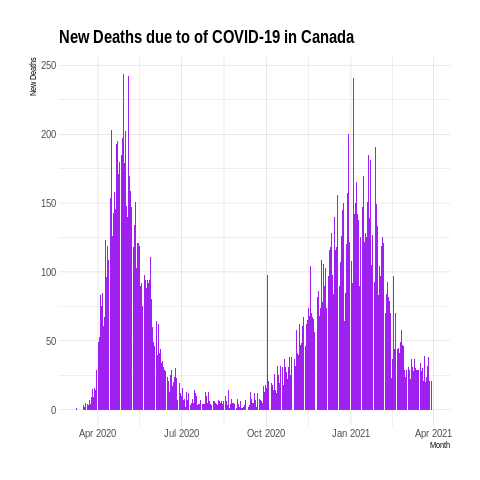 New Deaths due to of COVID-19 in Canada
New Deaths
250
200
150
100
50
0
Apr 2020
Jul 2020
Oct 2020
Jan 2021
Apr 2021
Month